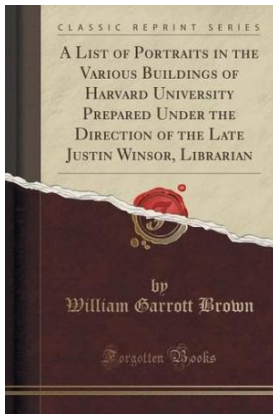 CLASSIC REPRINT SERIES
A List of Portraits in the
Various Buildings of
Harvard University
Prepared Under the
Direction of the Late
Justin Winsor, Librarian
by
William Garrott Brown
Forgotten Books